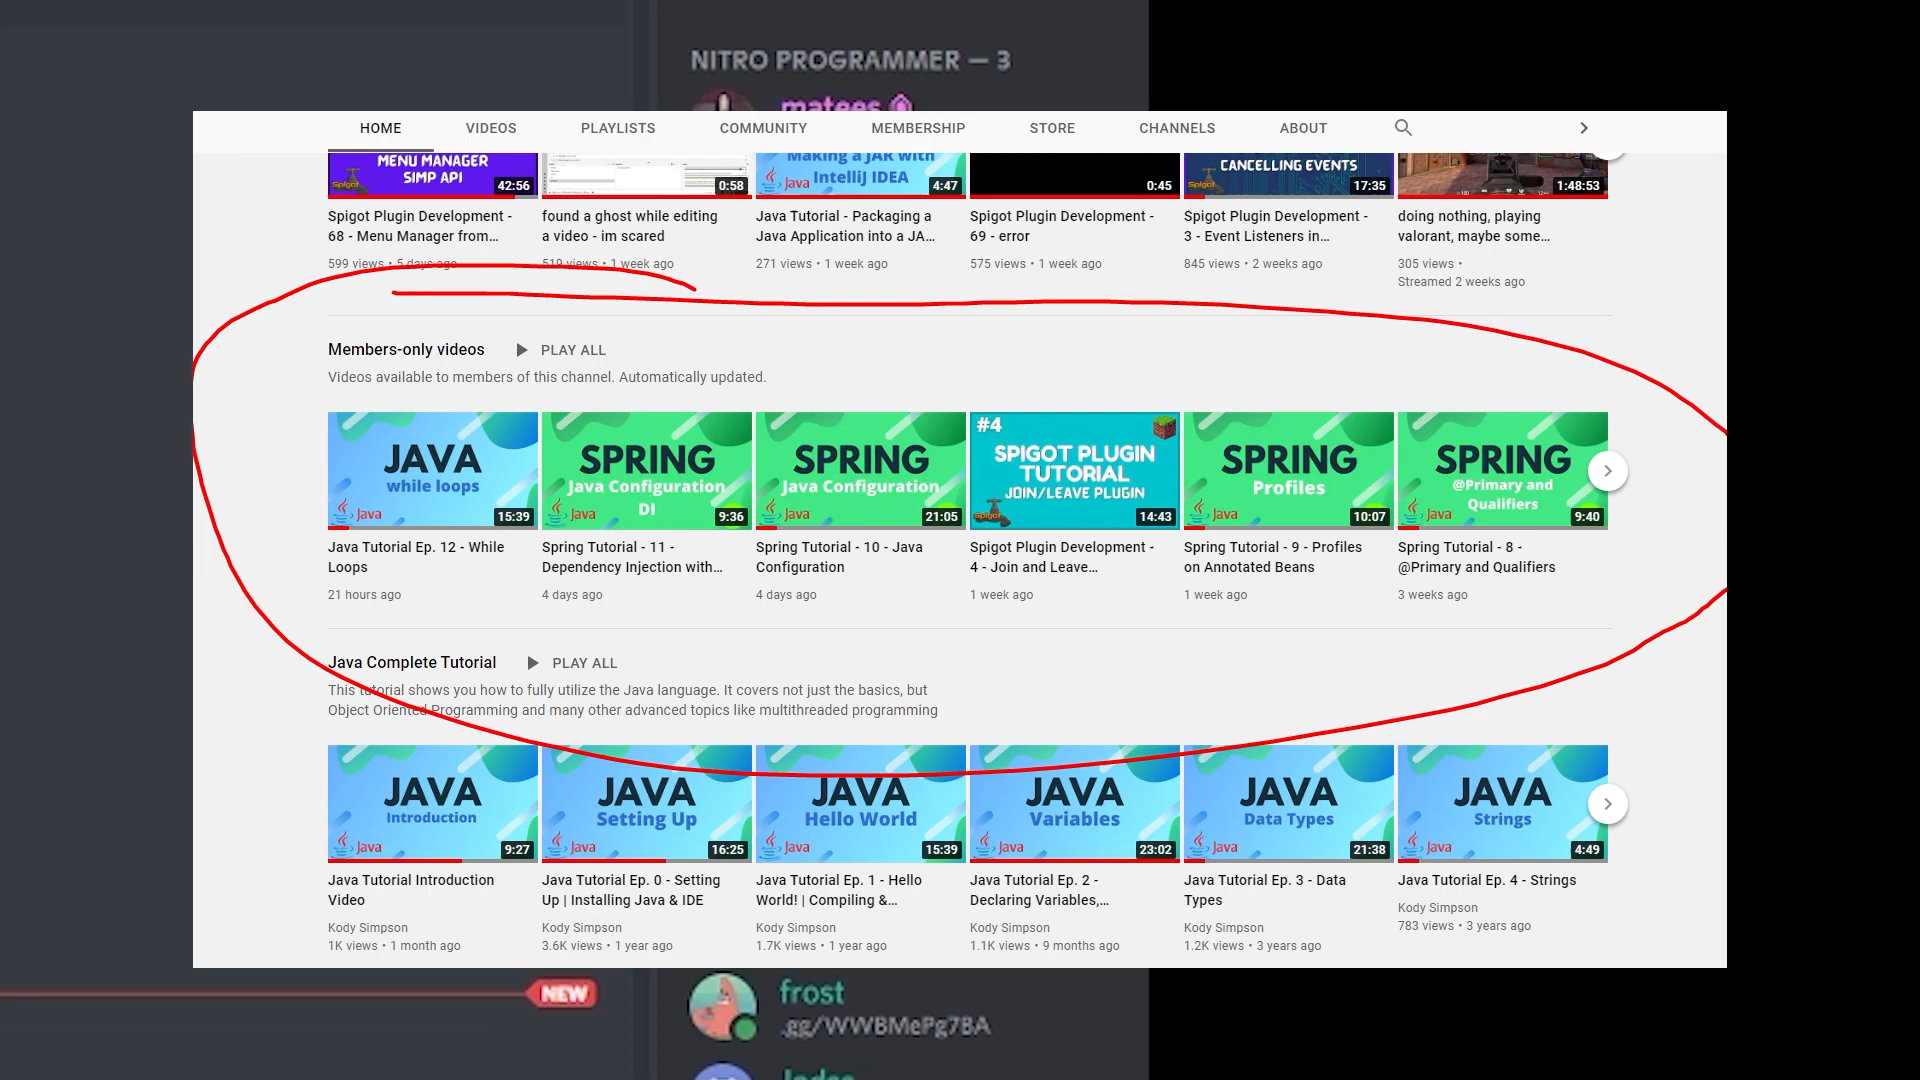 NITRO PROGRAMMER — 3
matees
HOME VIDEOS PLAYLISTS COMMUNITY MEMBERSHIP STORE CHANNELS ABOUT
MENU MANAGER
SIMP API
Spigot
42:56
0:58
Making a JAR with
IntelliJ IDEA
Java
4:47
0:45
CANCELLING EVENTS
Spigot
17:35
1:48:53
Spigot Plugin Development -
68 - Menu Manager from...
599 views • 5 days ago
found a ghost while editing
a video - im scared
519 views • 1 week ago
Java Tutorial - Packaging a
Java Application into a JA...
271 views • 1 week ago
Spigot Plugin Development -
69 - error
575 views • 1 week ago
Spigot Plugin Development -
3 - Event Listeners in...
845 views • 2 weeks ago
doing nothing, playing
valorant, maybe some...
305 views •
Streamed 2 weeks ago
Members-only videos PLAY ALL
Videos available to members of this channel. Automatically updated.
JAVA
while loops
Java
15:39
SPRING
Java Configuration
DI
Java
9:36
SPRING
Java Configuration
Java
21:05
#4
SPIGOT PLUGIN
TUTORIAL
JOIN/LEAVE PLUGIN
Spigot
14:43
SPRING
Profiles
Java
10:07
SPRING
@Primary and
Qualifiers
Java
9:40
Java Tutorial Ep. 12 - While
Loops
21 hours ago
Spring Tutorial - 11 -
Dependency Injection with...
4 days ago
Spring Tutorial - 10 - Java
Configuration
4 days ago
Spigot Plugin Development -
4 - Join and Leave...
1 week ago
Spring Tutorial - 9 - Profiles
on Annotated Beans
1 week ago
Spring Tutorial - 8 -
@Primary and Qualifiers
3 weeks ago
Java Complete Tutorial PLAY ALL
This tutorial shows you how to fully utilize the Java language. It covers not just the basics, but
Object Oriented Programming and many other advanced topics like multithreaded programming
JAVA
Introduction
Java
9:27
JAVA
Setting Up
Java
16:25
JAVA
Hello World
Java
15:39
JAVA
Variables
Java
23:02
JAVA
Data Types
Java
21:38
JAVA
Strings
Java
4:49
Java Tutorial Introduction
Video
Kody Simpson
1K views • 1 month ago
Java Tutorial Ep. 0 - Setting
Up | Installing Java & IDE
Kody Simpson
3.6K views • 1 year ago
Java Tutorial Ep. 1 - Hello
World! | Compiling &...
Kody Simpson
1.7K views • 1 year ago
Java Tutorial Ep. 2 -
Declaring Variables,...
Kody Simpson
1.1K views • 9 months ago
Java Tutorial Ep. 3 - Data
Types
Kody Simpson
1.2K views • 3 years ago
Java Tutorial Ep. 4 - Strings
Kody Simpson
783 views • 3 years ago
NEW
frost
.gg/WWBMePg7BA